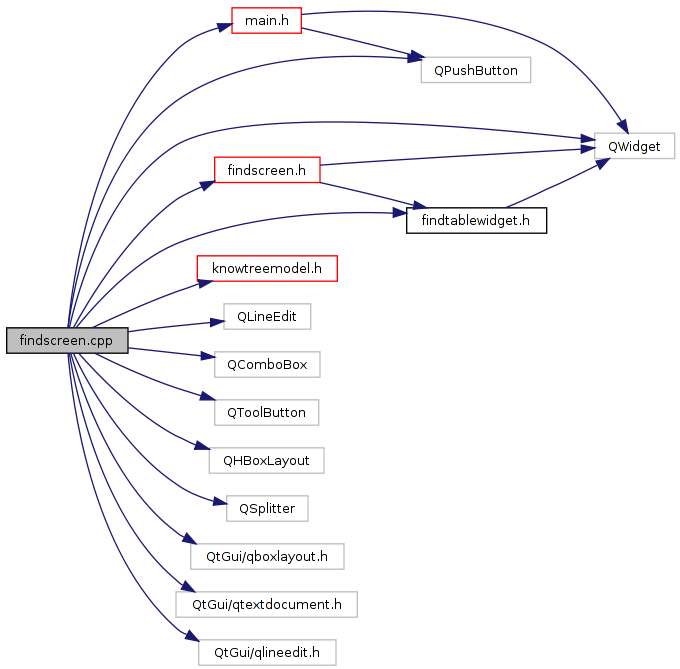 main.h
QPushButton
QWidget
findscreen.h
findtablewidget.h
knowtreemodel.h
QLineEdit
findscreen.cpp
QComboBox
QToolButton
QHBoxLayout
QSplitter
QtGui/qboxlayout.h
QtGui/qtextdocument.h
QtGui/qlineedit.h